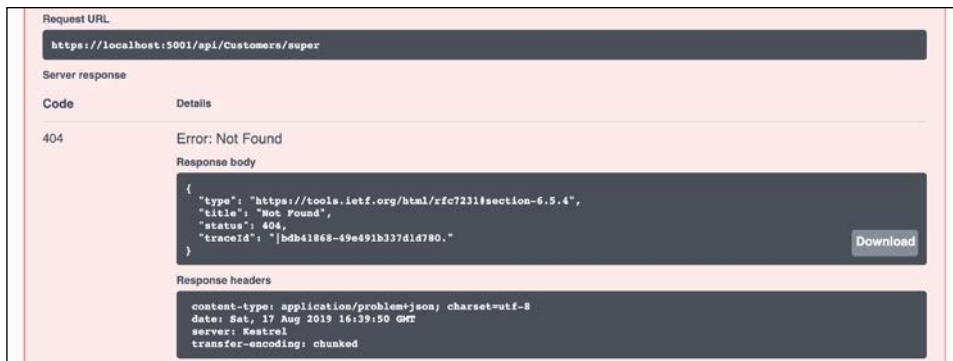 Request URL
https://localhost:5001/api/Customers/super
Server response
Code Details
404 Error: Not Found
Response body
{
"type": "https://tools.ietf.org/html/rfc7231#section-6.5.4",
"title": "Not Found",
"status": 404,
"traceId": "|bdb41868-49e491b337d1d780."
}
Download
Response headers
content-type: application/problem+json; charset=utf-8
date: Sat, 17 Aug 2019 16:39:50 GMT
server: Kestrel
transfer-encoding: chunked